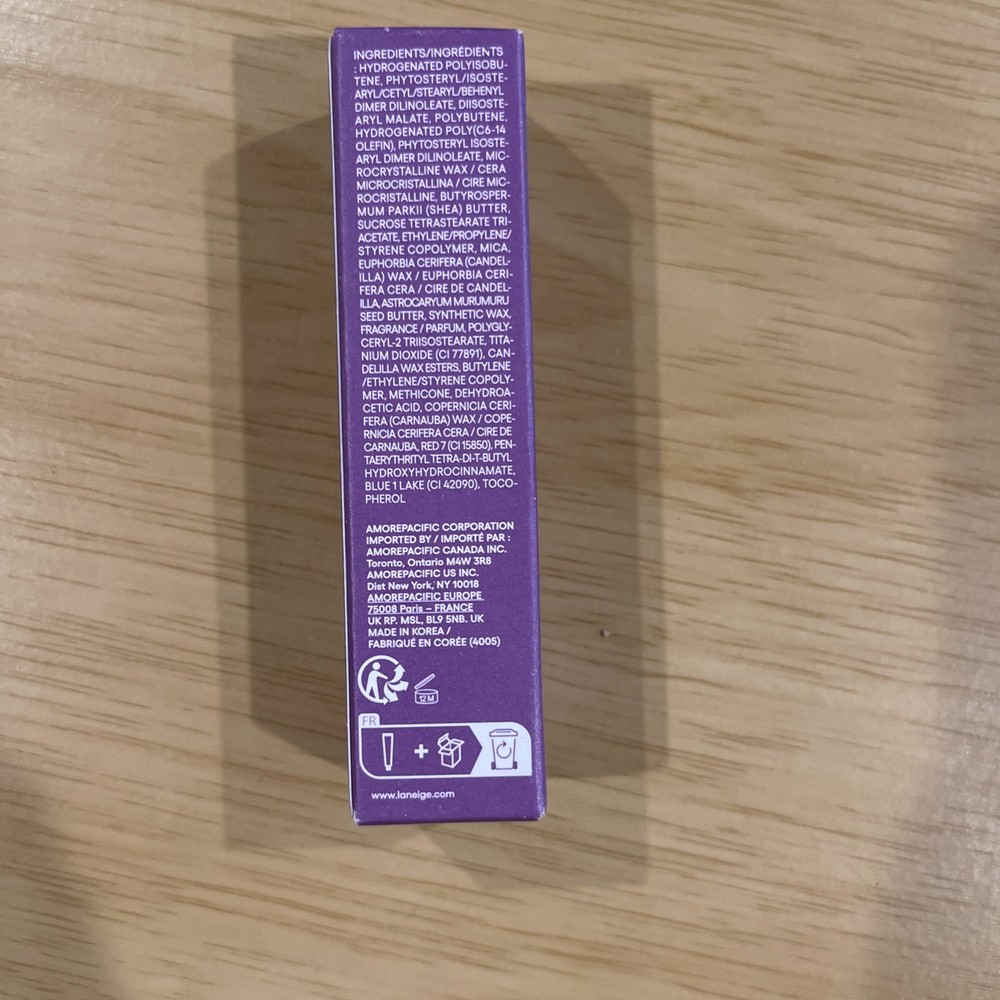 INGREDIENTS/INGRÉDIENTS
: HYDROGENATED POLYISOBU-
TENE, PHYTOSTERYL/ISOSTE-
ARYL/CETYL/STEARYL/BEHENYL
DIMER DILINOLEATE, DIISOSTE-
ARYL MALATE, POLYBUTENE,
HYDROGENATED POLY(C6-14
OLEFIN), PHYTOSTERYL ISOSTE-
ARYL DIMER DILINOLEATE, MIC-
ROCRYSTALLINE WAX / CERA
MICROCRISTALLINA / CIRE MIC-
ROCRISTALLINE, BUTYROSPER-
MUM PARKII (SHEA) BUTTER,
SUCROSE TETRASTEARATE TRI-
ACETATE, ETHYLENE/PROPYLENE/
STYRENE COPOLYMER, MICA,
EUPHORBIA CERIFERA (CANDEL-
ILLA) WAX / EUPHORBIA CERI-
FERA CERA / CIRE DE CANDEL-
ILLA, ASTROCARYUM MURUMURU
SEED BUTTER, SYNTHETIC WAX,
FRAGRANCE / PARFUM, POLYGLY-
CERYL-2 TRIISOSTEARATE, TITA-
NIUM DIOXIDE (CI 77891), CAN-
DELILLA WAX ESTERS, BUTYLENE
/ETHYLENE/STYRENE COPOLY-
MER, METHICONE, DEHYDROA-
CETIC ACID, COPERNICIA CERI-
FERA (CARNAUBA) WAX / COPE-
RNICIA CERIFERA CERA / CIRE DE
CARNAUBA, RED 7 (CI 15850), PEN-
TAERYTHRITYL TETRA-DI-T-BUTYL
HYDROXYHYDROCINNAMATE,
BLUE 1 LAKE (CI 42090), TOCO-
PHEROL
AMOREPACIFIC CORPORATION
IMPORTED BY / IMPORTÉ PAR :
AMOREPACIFIC CANADA INC.
Toronto, Ontario M4W 3R8
AMOREPACIFIC US INC.
Dist New York, NY 10018
AMOREPACIFIC EUROPE
75008 Paris – FRANCE
UK RP. MSL, BL9 5NB. UK
MADE IN KOREA /
FABRIQUÉ EN CORÉE (4005)
12 M
FR
+
www.laneige.com